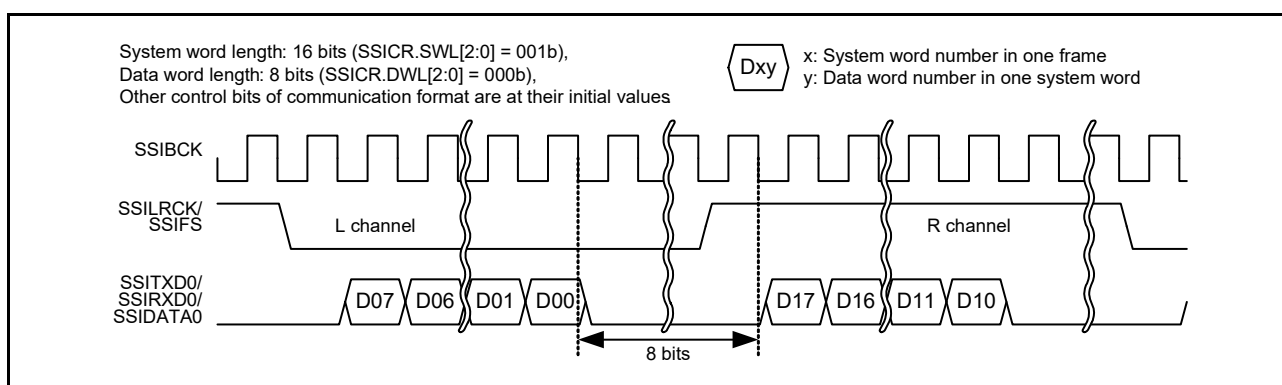 System word length: 16 bits (SSICR.SWL[2:0] = 001b),
Data word length: 8 bits (SSICR.DWL[2:0] = 000b),
Other control bits of communication format are at their initial values.
Dxy
x: System word number in one frame
y: Data word number in one system word
SSIBCK
SSILRCK/
SSIFS
L channel
R channel
SSITXD0/
SSIRXD0/
SSIDATA0
D07 D06 D01 D00 D17 D16 D11 D10
8 bits